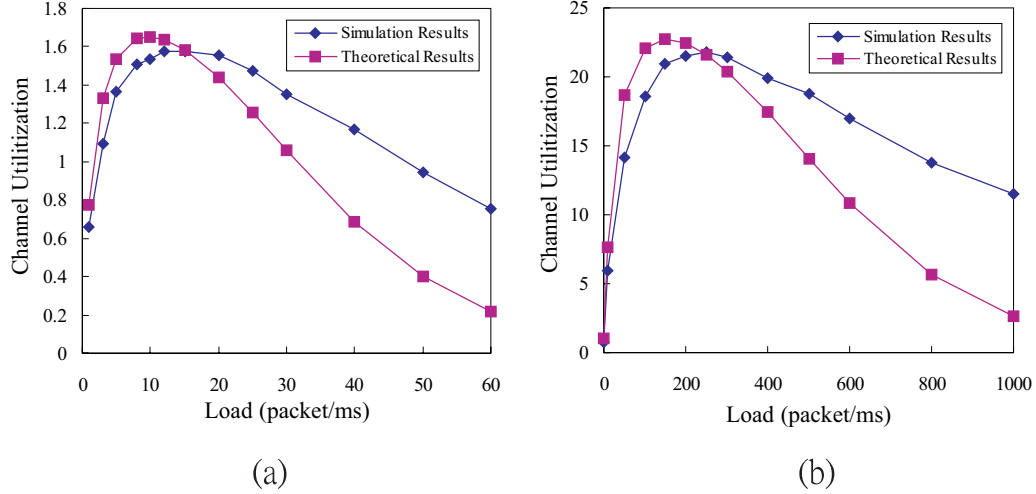 (a)
Channel Utilitization
1.8
1.6
1.4
1.2
1
0.8
0.6
0.4
0.2
0
Simulation Results
Theoretical Results
0 10 20 30 40 50 60
Load (packet/ms)
(a)
(b)
Channel Utilitization
25
20
15
10
5
0
Simulation Results
Theoretical Results
0 200 400 600 800 1000
Load (packet/ms)
(b)